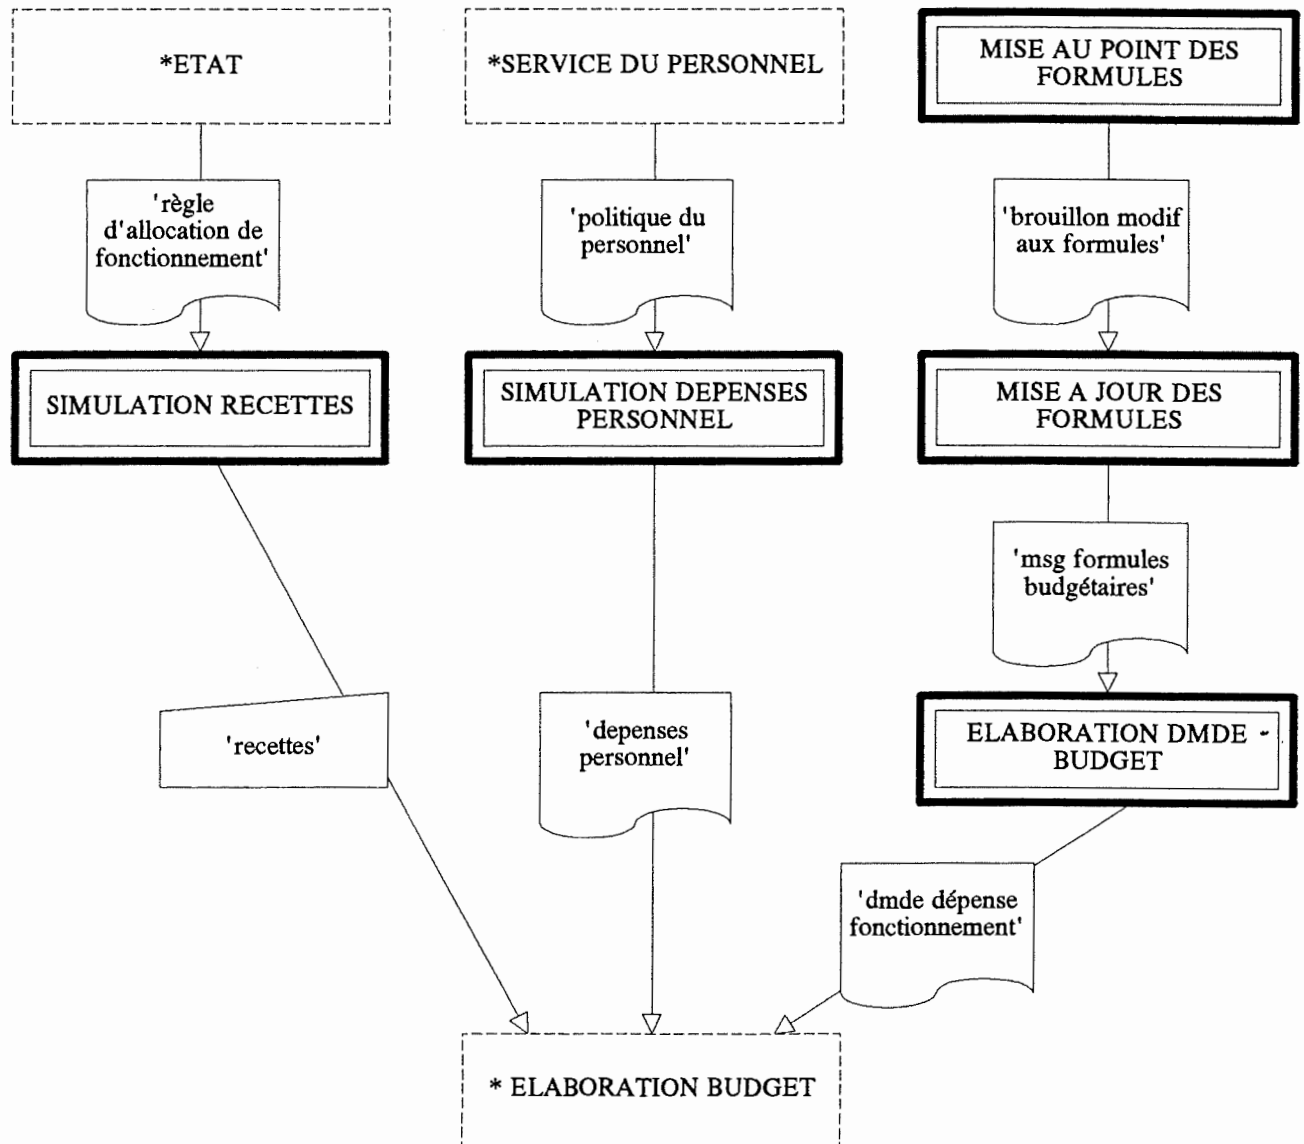 *ETAT
*SERVICE DU PERSONNEL
MISE AU POINT DES
FORMULES
'règle
d'allocation de
fonctionnement'
'politique du
personnel'
'brouillon modif
aux formules'
SIMULATION RECETTES
SIMULATION DEPENSES
PERSONNEL
MISE A JOUR DES
FORMULES
'msg formules
budgétaires'
'recettes'
'depenses
personnel'
ELABORATION DMDE -
BUDGET
'dmde dépense
fonctionnement'
* ELABORATION BUDGET